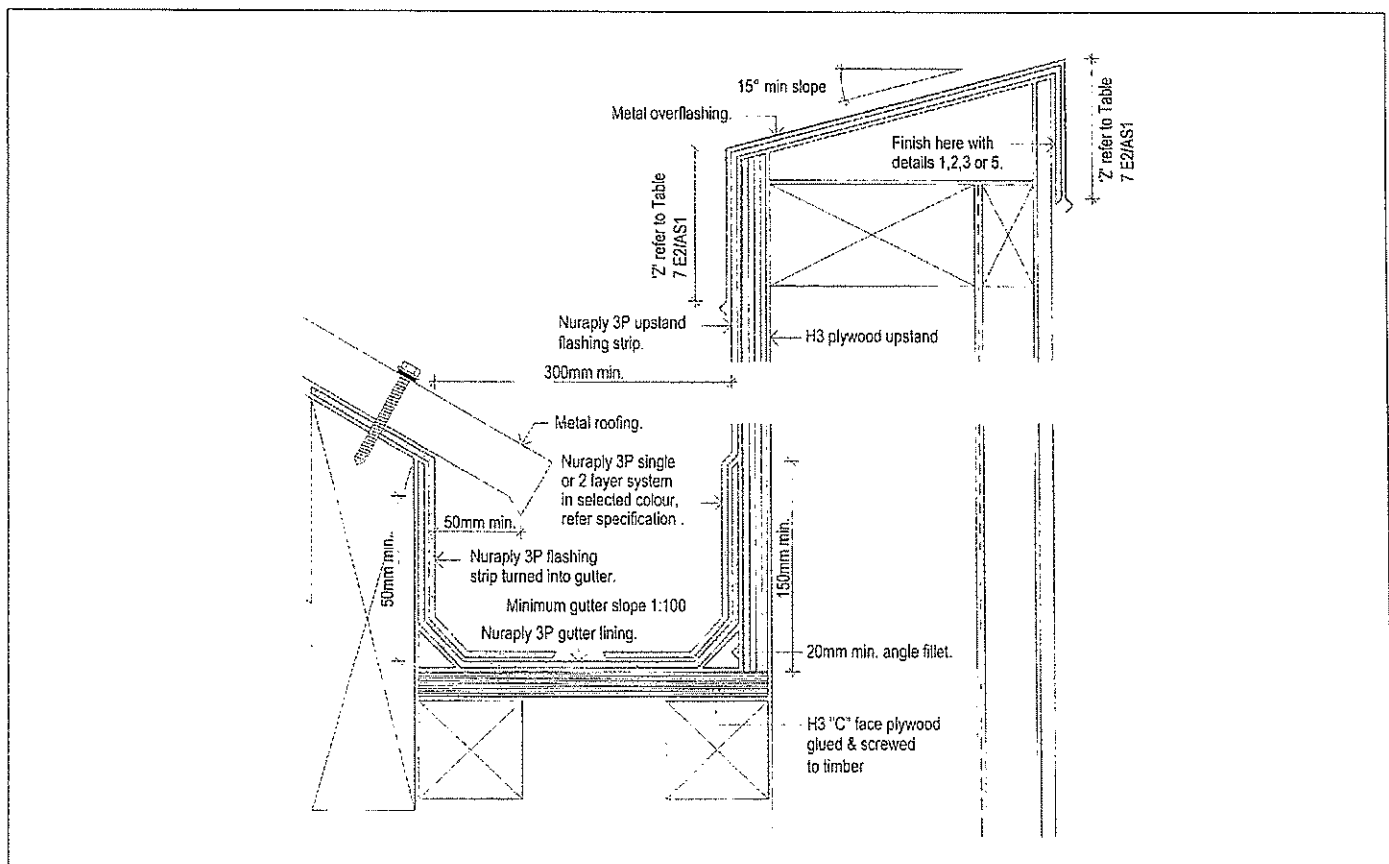 15° min slope
Metal overflashing.
Finish here with
details 1,2,3 or 5.
'Z' refer to Table
7 E2/AS1
'Z' refer to Table
7 E2/AS1
Nuraply 3P upstand
flashing strip.
H3 plywood upstand
300mm min.
Metal roofing.
Nuraply 3P single
or 2 layer system
in selected colour,
refer specification .
50mm min.
50mm min.
Nuraply 3P flashing
strip turned into gutter.
150mm min.
Minimum gutter slope 1:100
Nuraply 3P gutter lining.
20mm min. angle fillet.
H3 "C" face plywood
glued & screwed
to timber